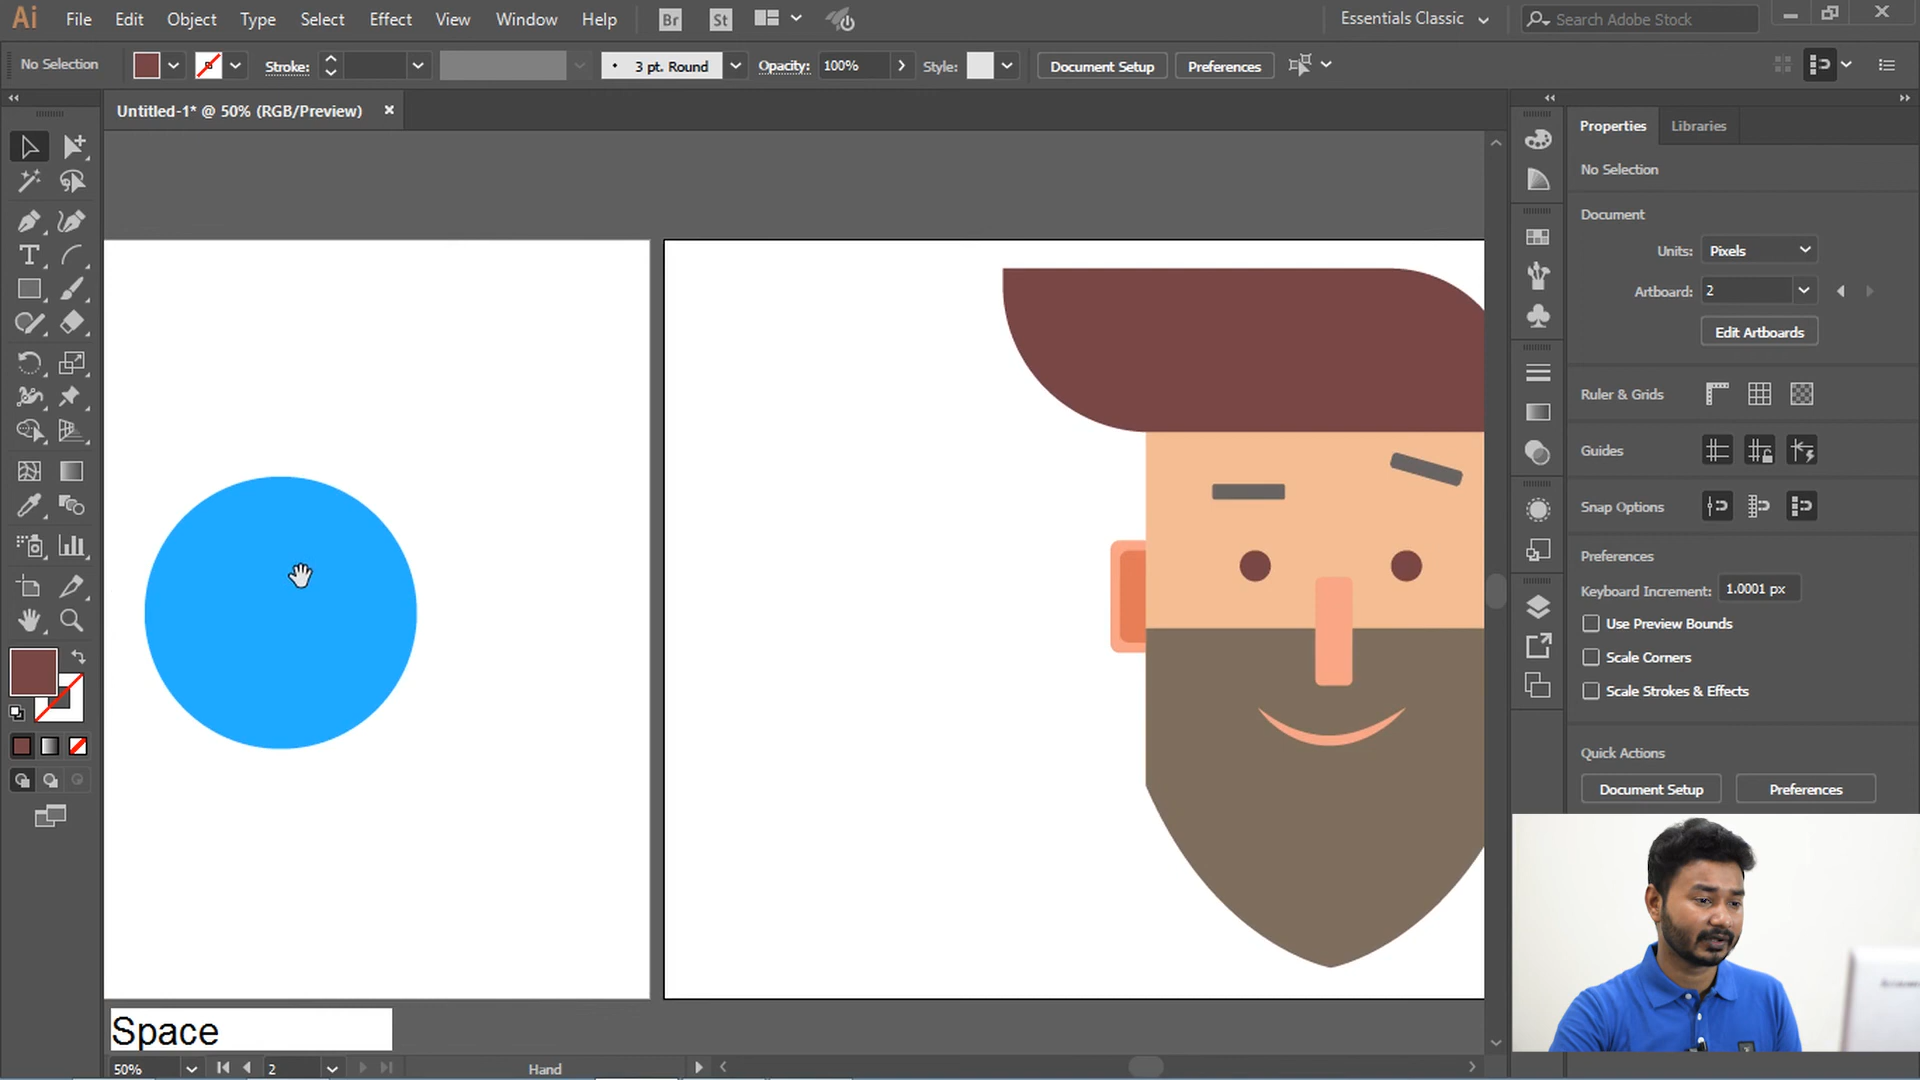 Ai File Edit Object Type Select Effect View Window Help Br St Essentials Classic Search Adobe Stock
No Selection Stroke: 3 pt. Round Opacity: 100% Style: Document Setup Preferences
Untitled-1* @ 50% (RGB/Preview)
Properties Libraries
No Selection
Document
Units: Pixels
Artboard: 2
Edit Artboards
Ruler & Grids
Guides
Snap Options
Preferences
Keyboard Increment: 1.0001 px
Use Preview Bounds
Scale Corners
Scale Strokes & Effects
Quick Actions
Document Setup Preferences
Space
50% 2 Hand